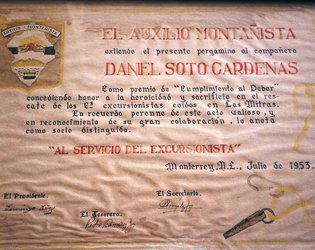 EL AUXILIO MONTAÑISTA
extiende el presente pergamino al compañero
DANIEL SOTO CARDENAS
Como premio de "Cumplimiento al Deber"
concediendo honor a la heroicidad y sacrificio en el res-
cate de los excursionistas caídos en Las Mitras.
En recuerdo perenne de este acto valioso, y
en reconocimiento de su gran colaboración, lo anota
como socio distinguido.
"AL SERVICIO DEL EXCURSIONISTA"
Monterrey, N.L., Julio de 1953.
El Presidente.
El Secretario.
El Tesorero.